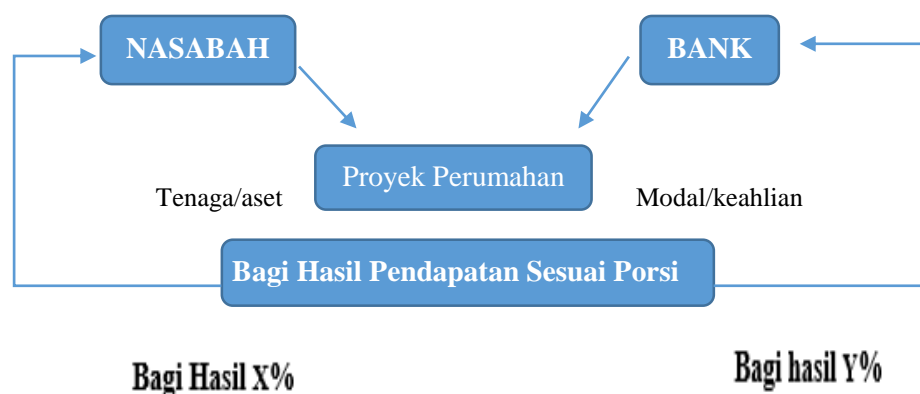 NASABAH
BANK
Proyek Perumahan
Tenaga/aset
Modal/keahlian
Bagi Hasil Pendapatan Sesuai Porsi
Bagi Hasil X%
Bagi hasil Y%